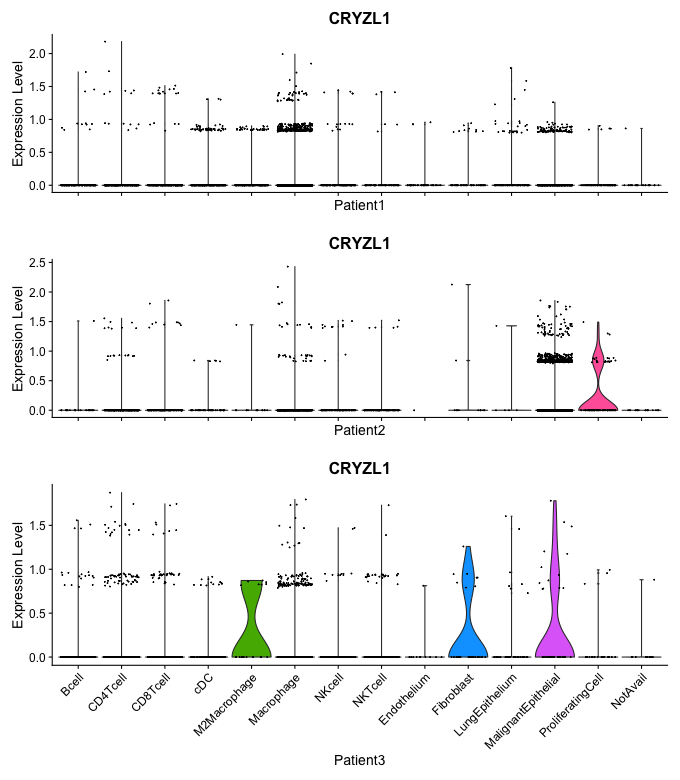 CRYZL1
Expression Level
2.0
1.5
1.0
0.5
0.0
Patient1
CRYZL1
Expression Level
2.5
2.0
1.5
1.0
0.5
0.0
Patient2
CRYZL1
Expression Level
1.5
1.0
0.5
0.0
Bcell
CD4Tcell
CD8Tcell
cDC
M2Macrophage
Macrophage
NKcell
NKTcell
Endothelium
Fibroblast
LungEpithelium
MalignantEpithelial
ProliferatingCell
NotAvail
Patient3